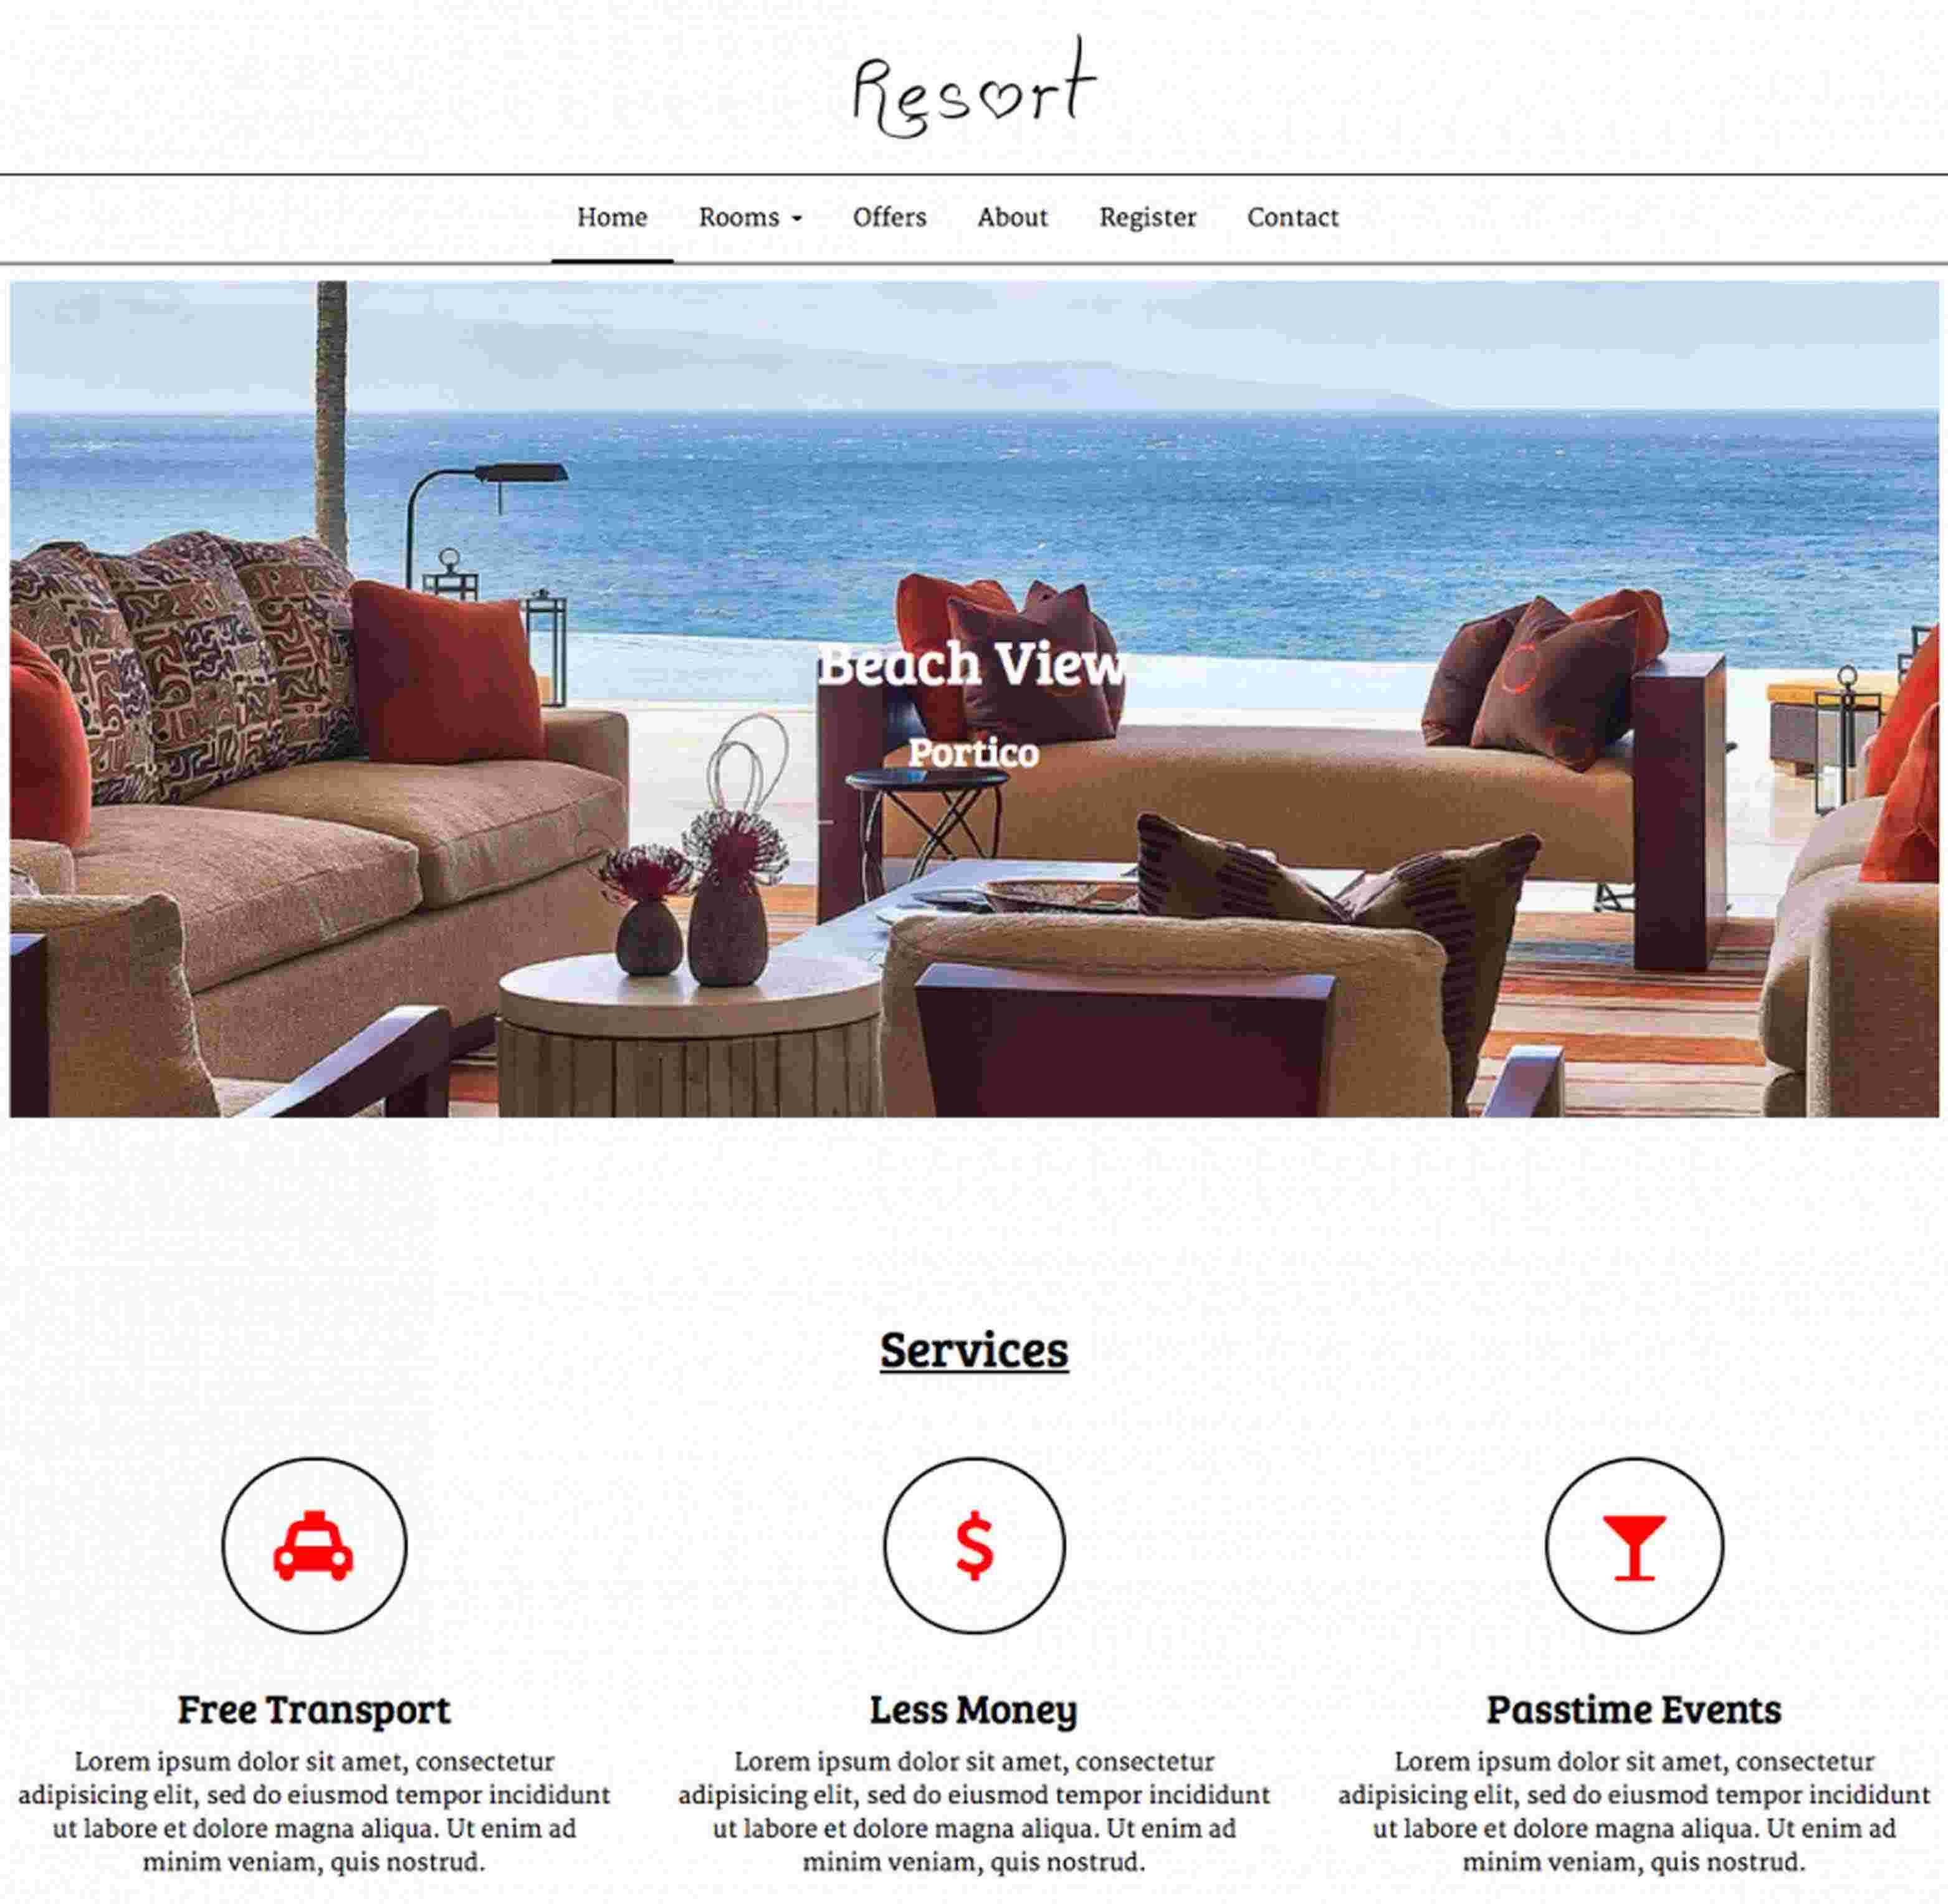 Resort
Home Rooms Offers About Register Contact
Beach View
Portico
Services
$
Free Transport
Lorem ipsum dolor sit amet, consectetur
adipisicing elit, sed do eiusmod tempor incididunt
ut labore et dolore magna aliqua. Ut enim ad
minim veniam, quis nostrud.
Less Money
Lorem ipsum dolor sit amet, consectetur
adipisicing elit, sed do eiusmod tempor incididunt
ut labore et dolore magna aliqua. Ut enim ad
minim veniam, quis nostrud.
Passtime Events
Lorem ipsum dolor sit amet, consectetur
adipisicing elit, sed do eiusmod tempor incididunt
ut labore et dolore magna aliqua. Ut enim ad
minim veniam, quis nostrud.